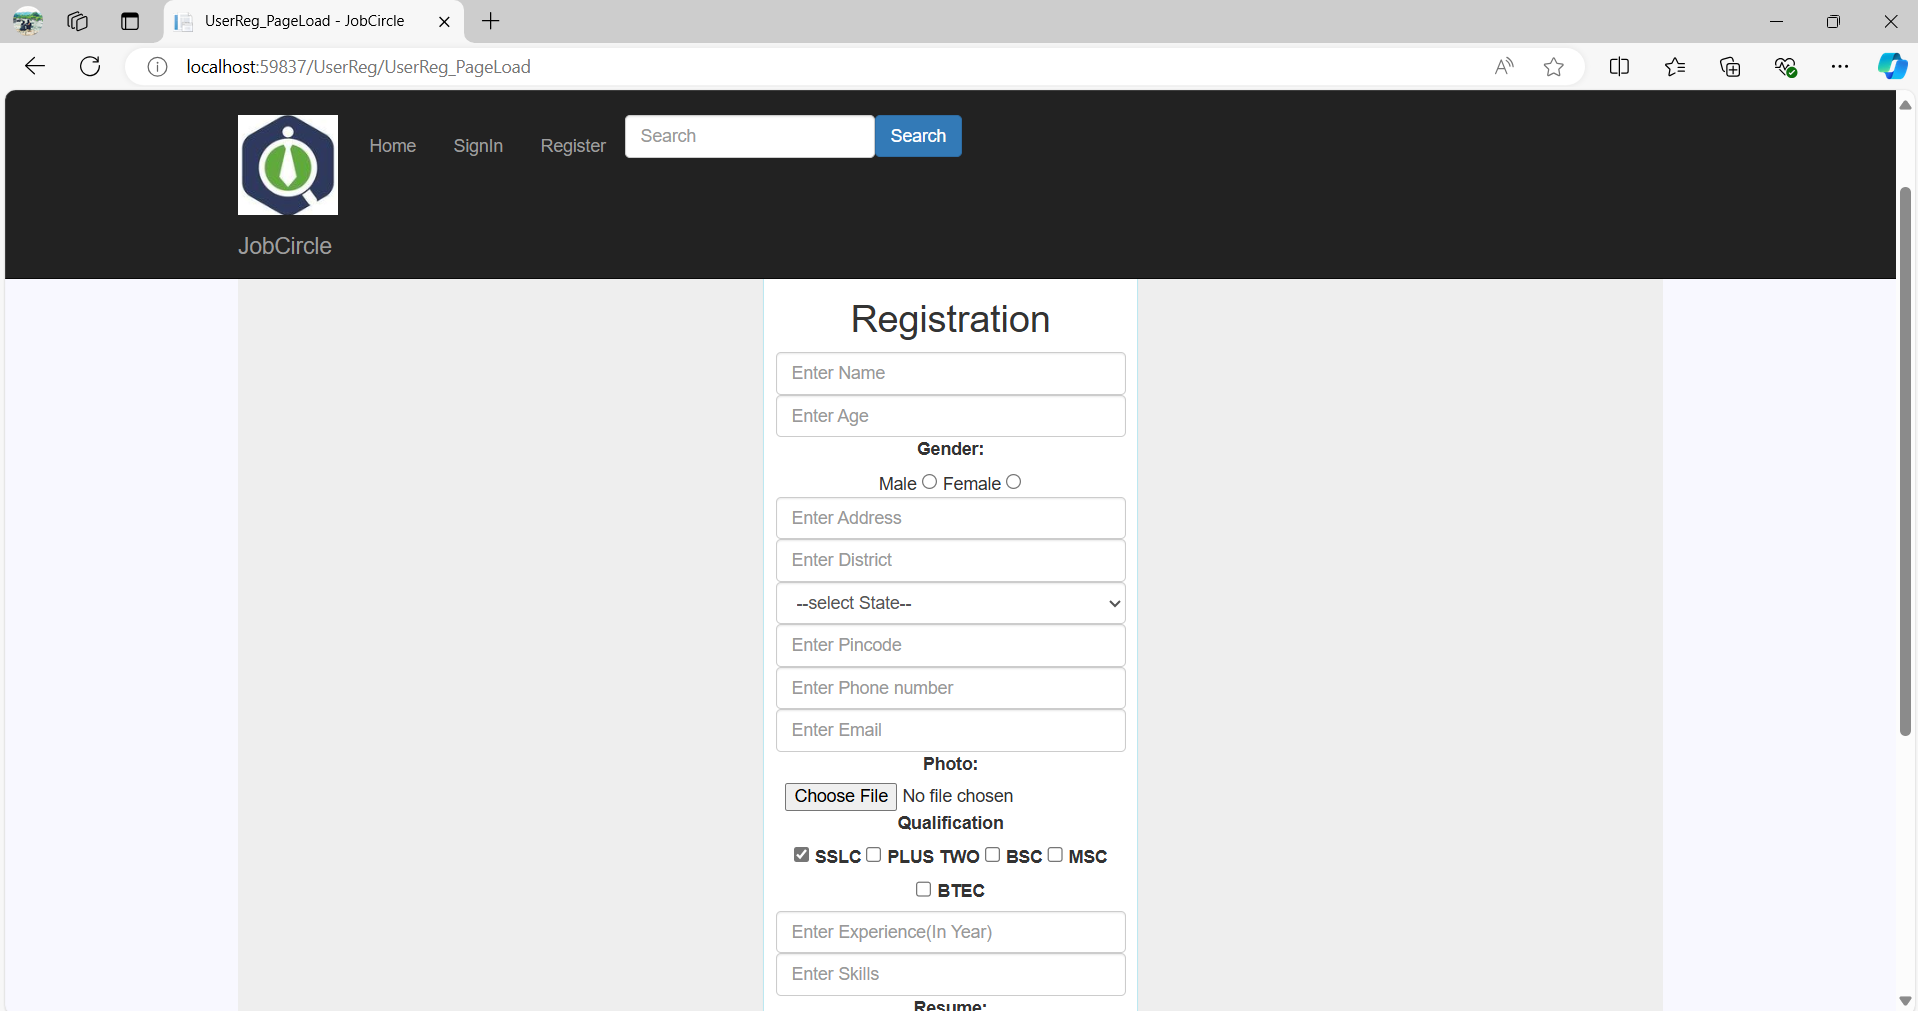 UserReg_PageLoad - JobCircle
localhost:59837/UserReg/UserReg_PageLoad
Home SignIn Register Search Search
JobCircle
Registration
Enter Name
Enter Age
Gender:
Male Female
Enter Address
Enter District
--select State--
Enter Pincode
Enter Phone number
Enter Email
Photo:
Choose File No file chosen
Qualification
SSLC PLUS TWO BSC MSC
BTEC
Enter Experience(In Year)
Enter Skills
Resume: